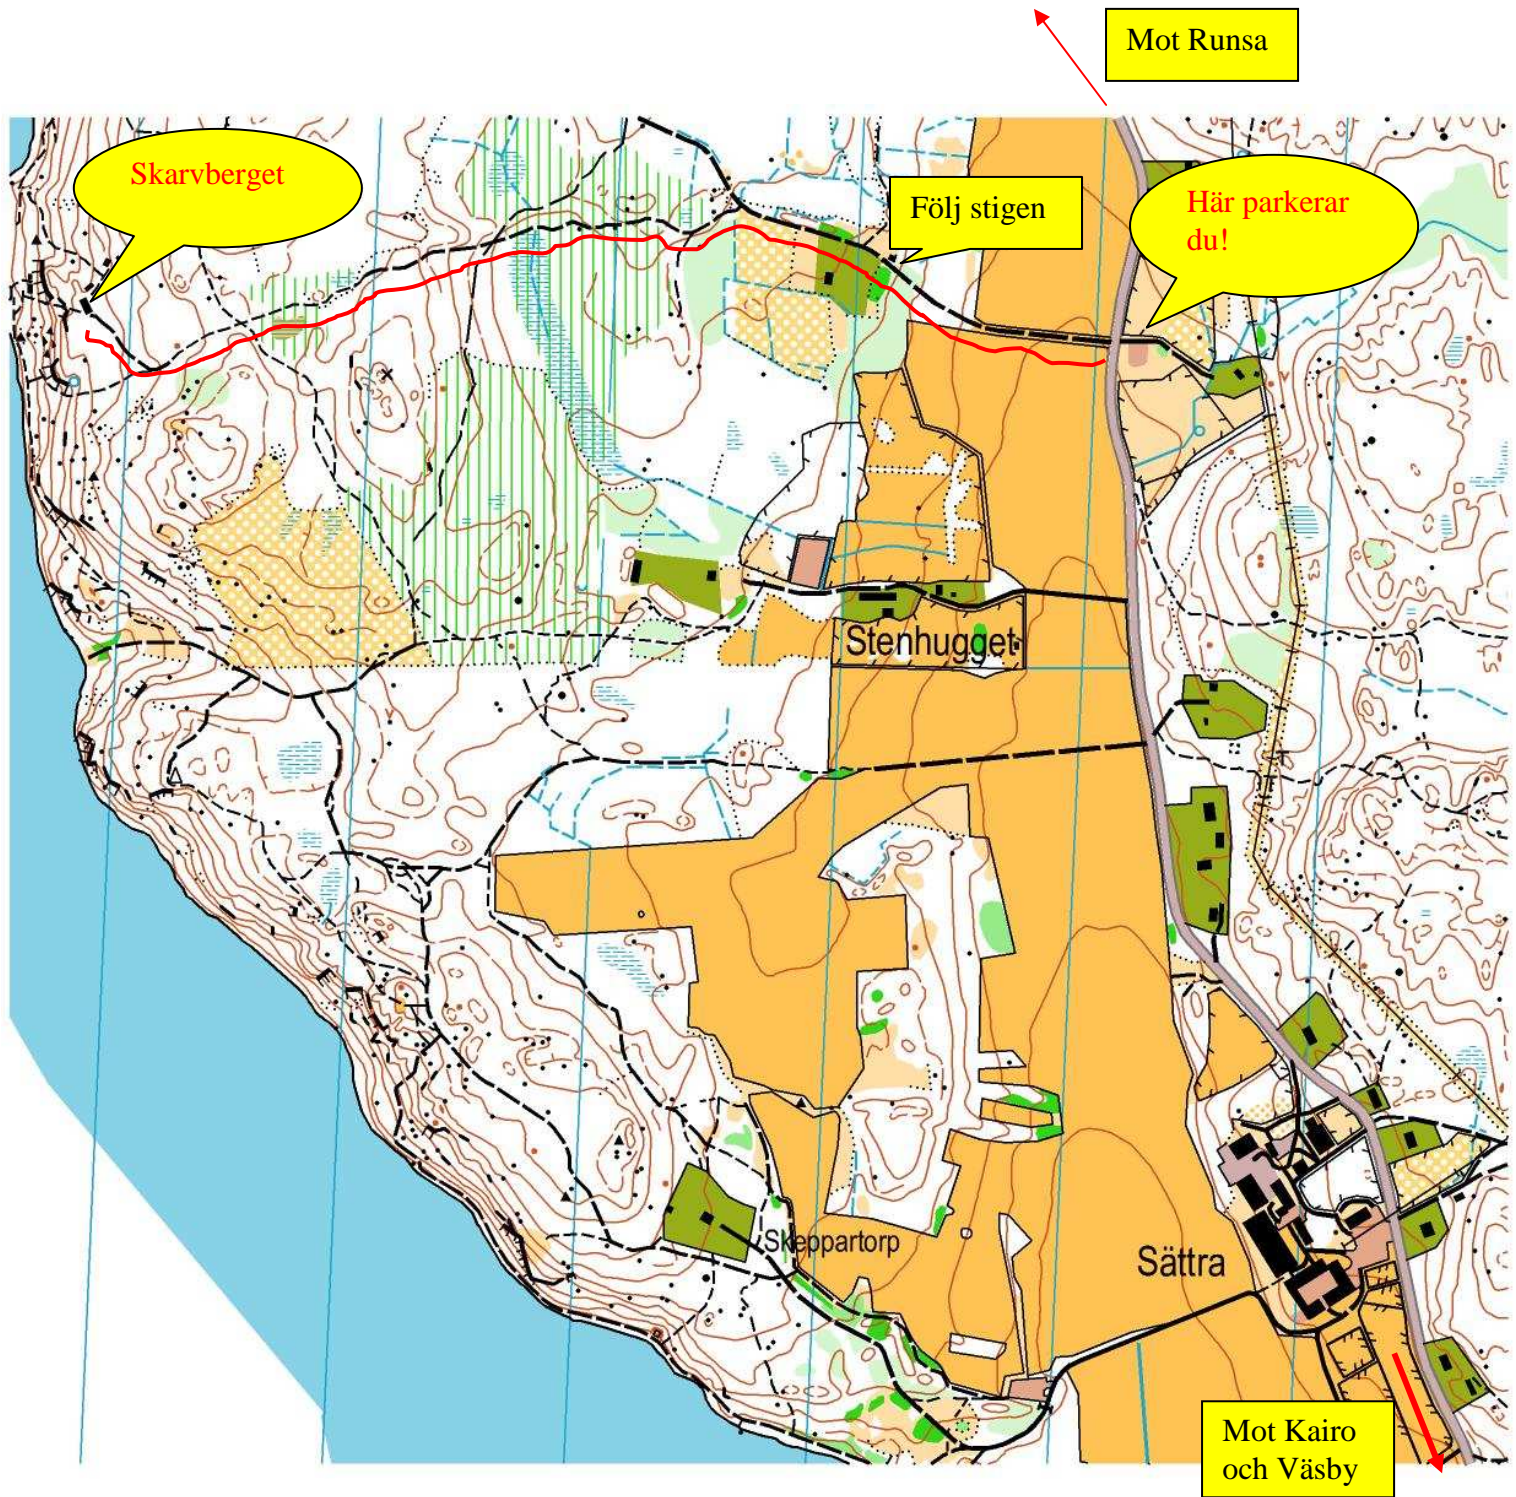 Mot Runsa
Skarvberget
Följ stigen
Här parkerar
du!
Stenhugget
Skeppartorp
Sättra
Mot Kairo
och Väsby